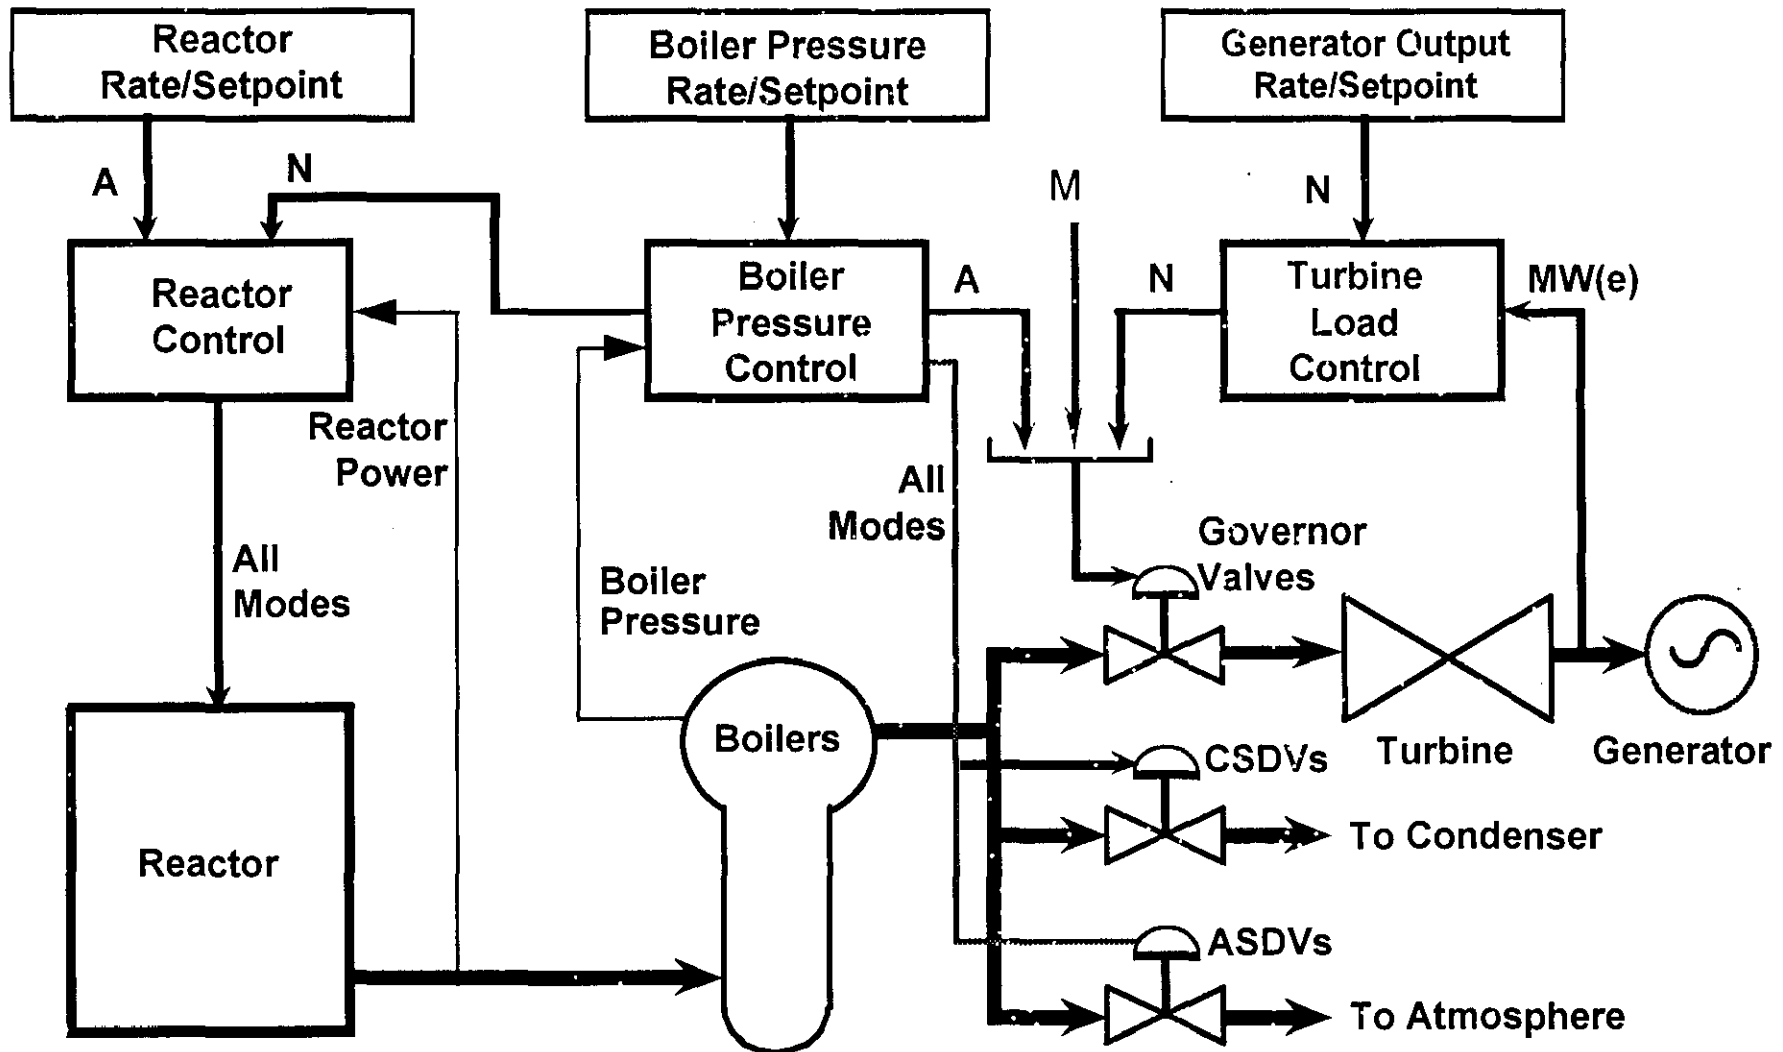 Reactor
Rate/Setpoint
Boiler Pressure
Rate/Setpoint
Generator Output
Rate/Setpoint
A
N
M
N
Reactor
Control
Boiler
Pressure
Control
A
N
Turbine
Load
Control
MW(e)
Reactor
Power
All
Modes
All
Modes
Boiler
Pressure
Governor
Valves
Reactor
Boilers
Turbine
Generator
CSDVs
To Condenser
ASDVs
To Atmosphere